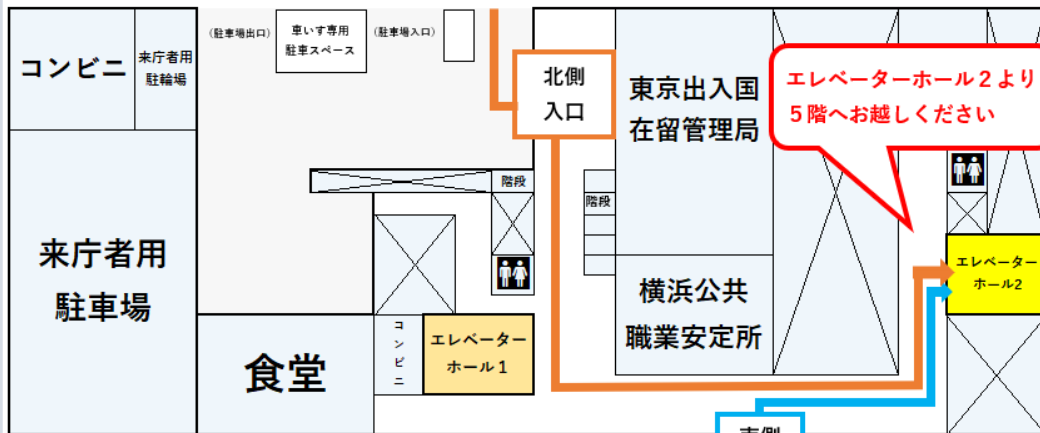 コンビニ
来庁者用
駐輪場
(駐車場出口)
車いす専用
駐車スペース
(駐車場入口)
北側
入口
東京出入国
在留管理局
エレベーターホール2より
5階へお越しください
来庁者用
駐車場
階段
階段
横浜公共
職業安定所
エレベーター
ホール2
食堂
コンビニ
エレベーター
ホール1